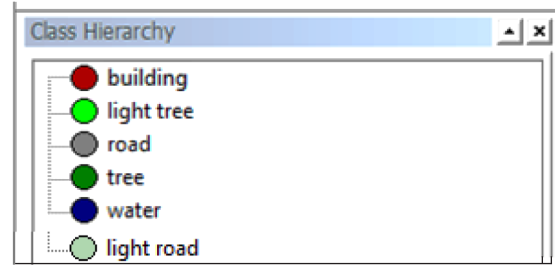 Class Hierarchy
building
light tree
road
tree
water
light road